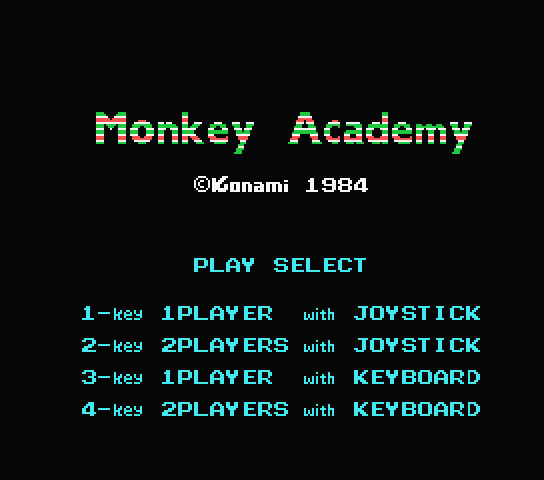 Monkey Academy
©Konami 1984
PLAY SELECT
1-key 1PLAYER with JOYSTICK
2-key 2PLAYERS with JOYSTICK
3-key 1PLAYER with KEYBOARD
4-key 2PLAYERS with KEYBOARD